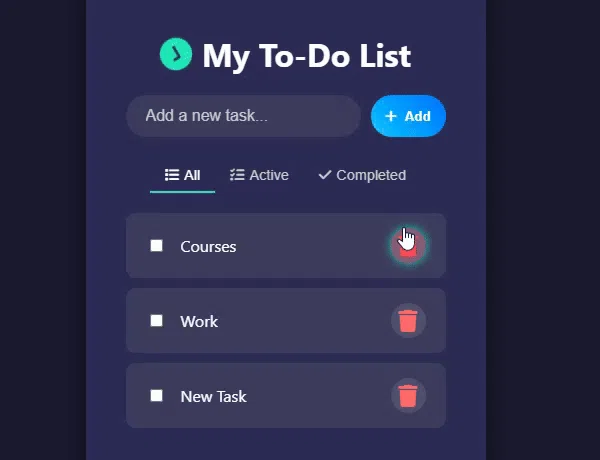 My To-Do List
Add a new task...
+ Add
All Active Completed
Courses
Work
New Task